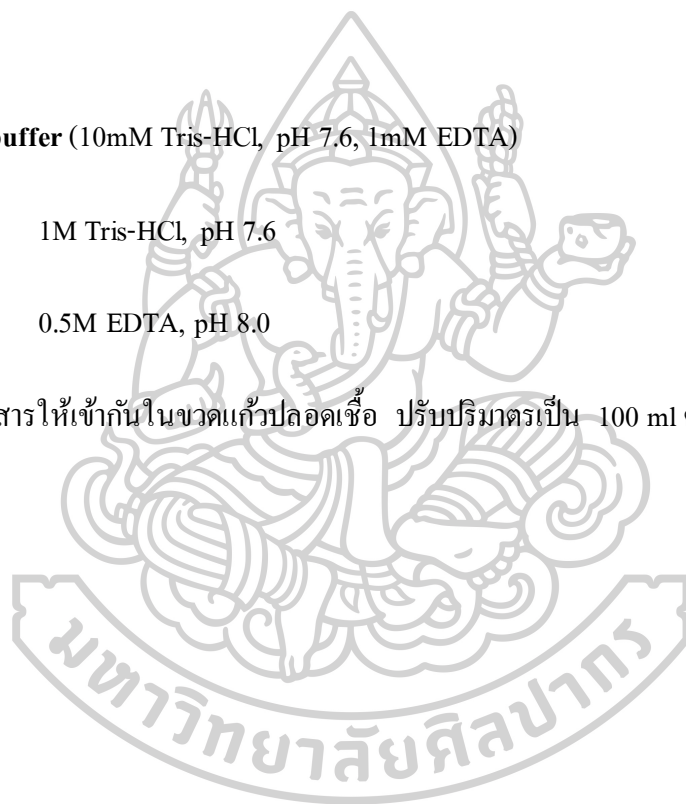 buffer (10mM Tris-HCl, pH 7.6, 1mM EDTA)
1M Tris-HCl, pH 7.6
0.5M EDTA, pH 8.0
สารให้เข้ากันในขวดแก้วปลอดเชื้อ ปรับปริมาตรเป็น 100 ml
มหาวิทยาลัยศิลปากร